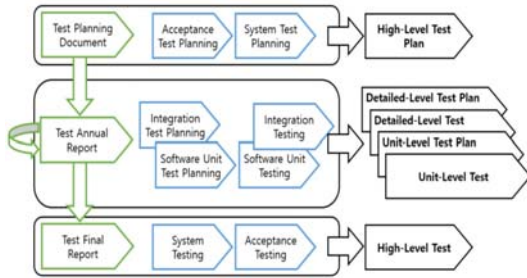 Test Planning
Document
Acceptance
Test Planning
System Test
Planning
High-Level Test
Plan
Test Annual
Report
Integration
Test Planning
Software Unit
Test Planning
Integration
Testing
Software Unit
Testing
Detailed-Level Test Plan
Detailed-Level Test
Unit-Level Test Plan
Unit-Level Test
Test Final
Report
System
Testing
Acceptance
Testing
High-Level Test